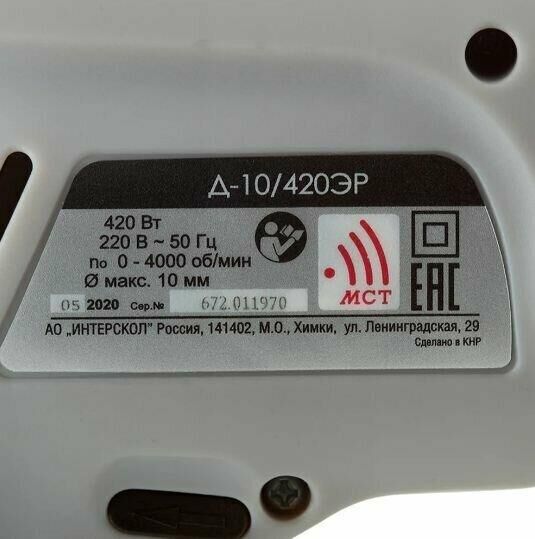 Д-10/420ЭР
420 Вт
220 В ~ 50 Гц
no 0 - 4000 об/мин
Ø макс. 10 мм
05 2020 Сер.№ 672.011970
МСТ
ЕАС
АО „ИНТЕРСКОЛ" Россия, 141402, М.О., Химки, ул. Ленинградская, 29
Сделано в КНР